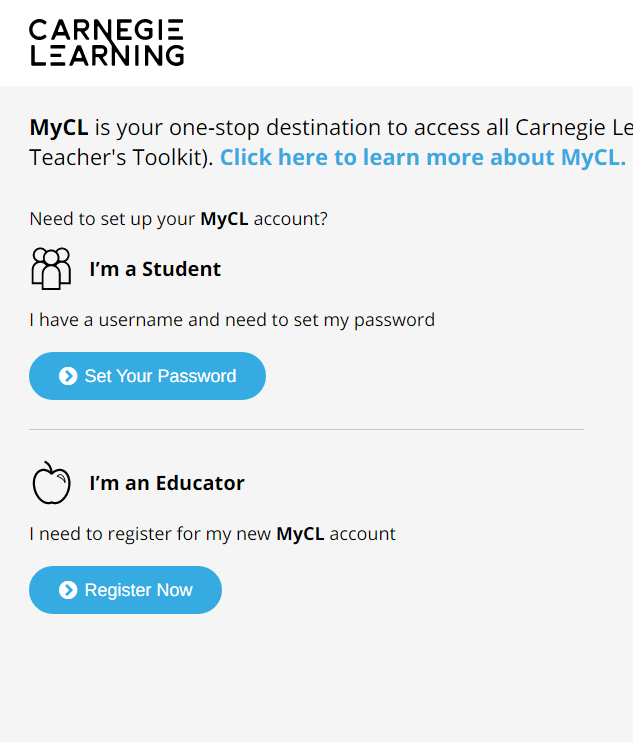 CARNEGIE
LEARNING
MyCL is your one-stop destination to access all Carnegie Le
Teacher's Toolkit). Click here to learn more about MyCL.
Need to set up your MyCL account?
I’m a Student
I have a username and need to set my password
Set Your Password
I’m an Educator
I need to register for my new MyCL account
Register Now